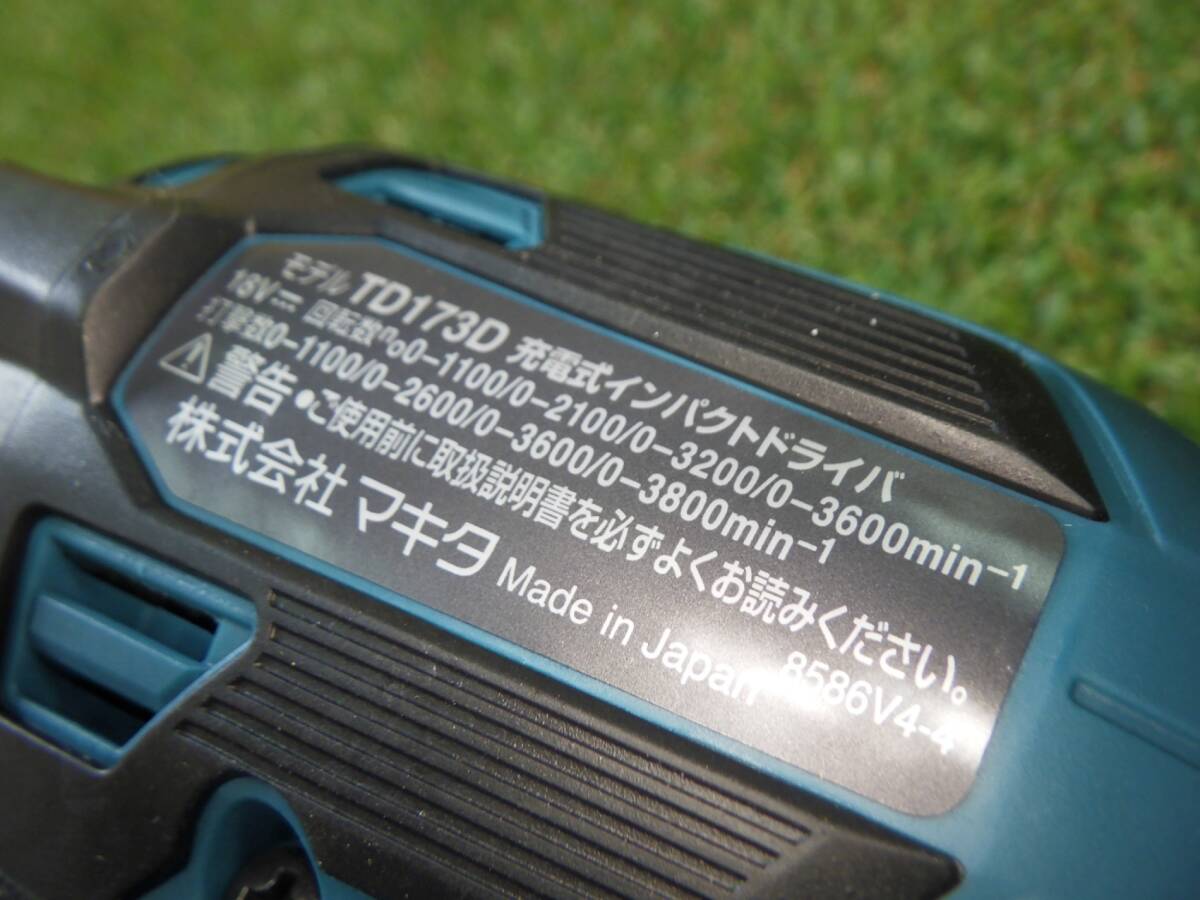 モデル TD173D 充電式インパクトドライバ
18V⎓ 回転数n₀0-1100/0-2100/0-3200/0-3600min-1
打撃数0-1100/0-2600/0-3600/0-3800min-1
⚠警告 ●ご使用前に取扱説明書を必ずよくお読みください。
株式会社 マキタ Made in Japan 8586V4-4